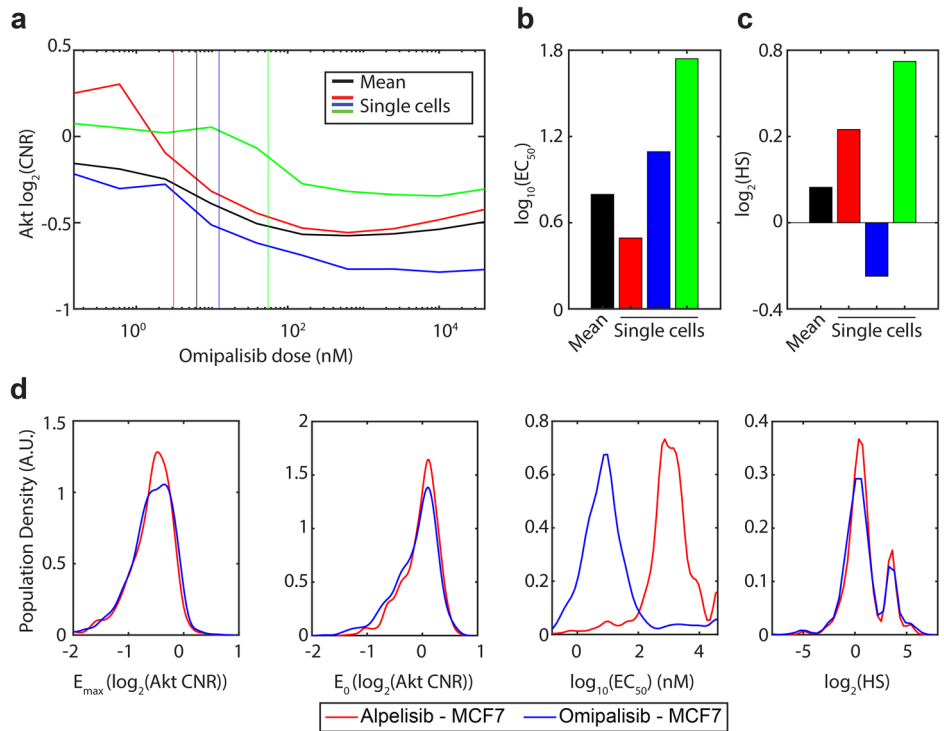 a
0.5
0
-0.5
-1
Akt log2(CNR)
10^0
10^2
10^4
Omipalisib dose (nM)
Mean
Single cells
b
1.8
1.2
0.6
0
log10(EC50)
Mean
Single cells
c
0.8
0.2
0
-0.4
log2(HS)
Mean
Single cells
d
Population Density (A.U.)
1.5
1
0.5
0
-2
-1
0
1
Emax (log2(Akt CNR))
2
1.5
1
0.5
0
-2
-1
0
1
E0 (log2(Akt CNR))
0.8
0.6
0.4
0.2
0
0
2
4
log10(EC50) (nM)
0.4
0.3
0.2
0.1
0
-5
0
5
log2(HS)
Alpelisib - MCF7
Omipalisib - MCF7